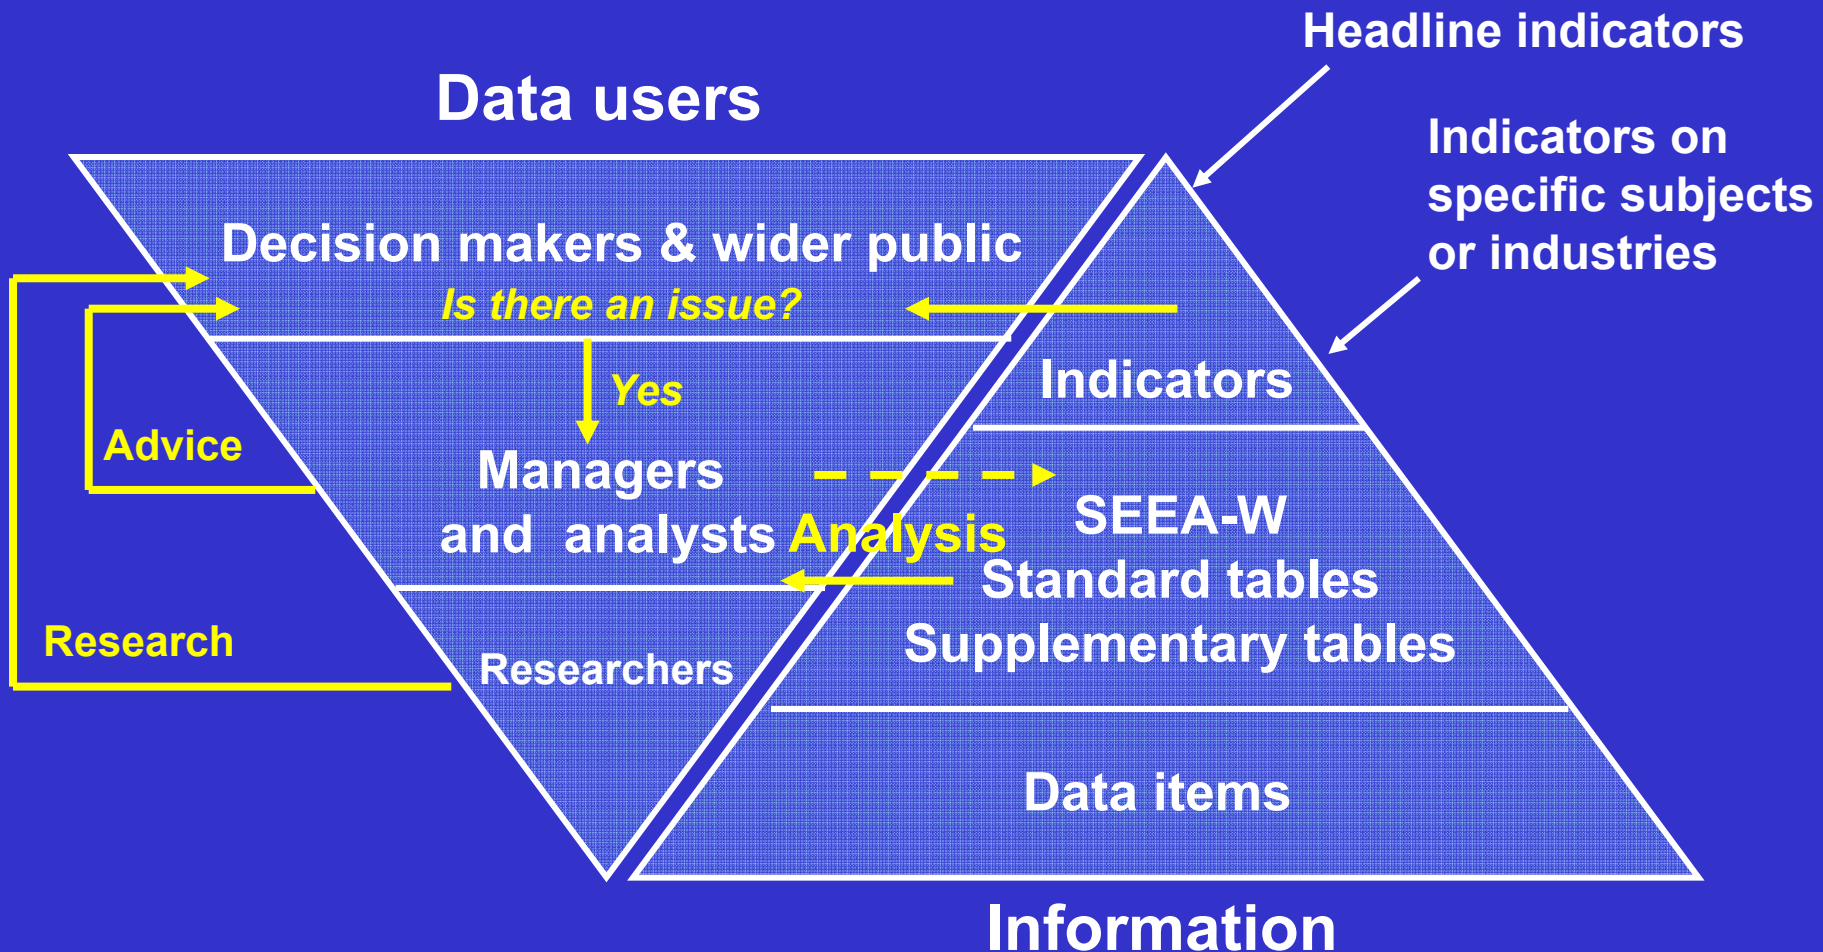 Headline indicators
Data users
Indicators on
specific subjects
or industries
Decision makers & wider public
Is there an issue?
Yes
Indicators
Advice
Managers
and analysts
Analysis
SEEA-W
Standard tables
Supplementary tables
Research
Researchers
Data items
Information